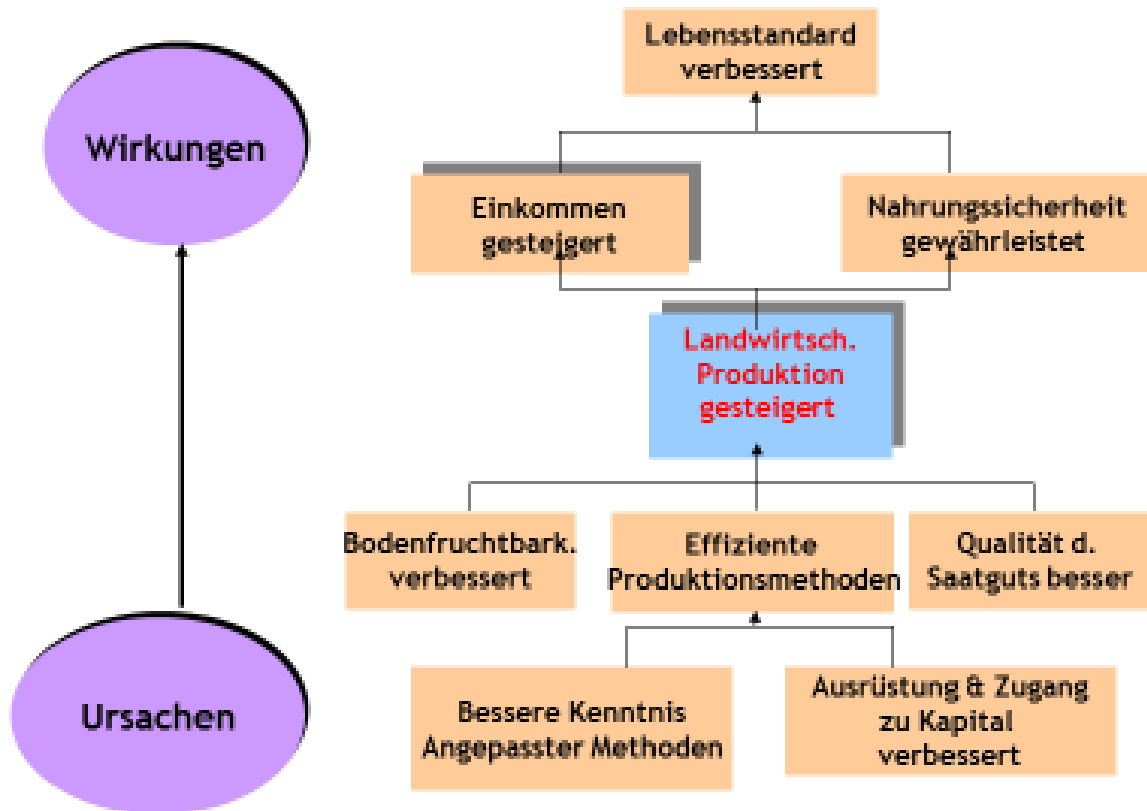 Lebensstandard
verbessert
Wirkungen
Einkommen
gesteigert
Nahrungssicherheit
gewährleistet
Landwirtsch.
Produktion
gesteigert
Bodenfruchtbark.
verbessert
Effiziente
Produktionsmethoden
Qualität d.
Saatguts besser
Ursachen
Bessere Kenntnis
Angepasster Methoden
Ausrüstung & Zugang
zu Kapital
verbessert